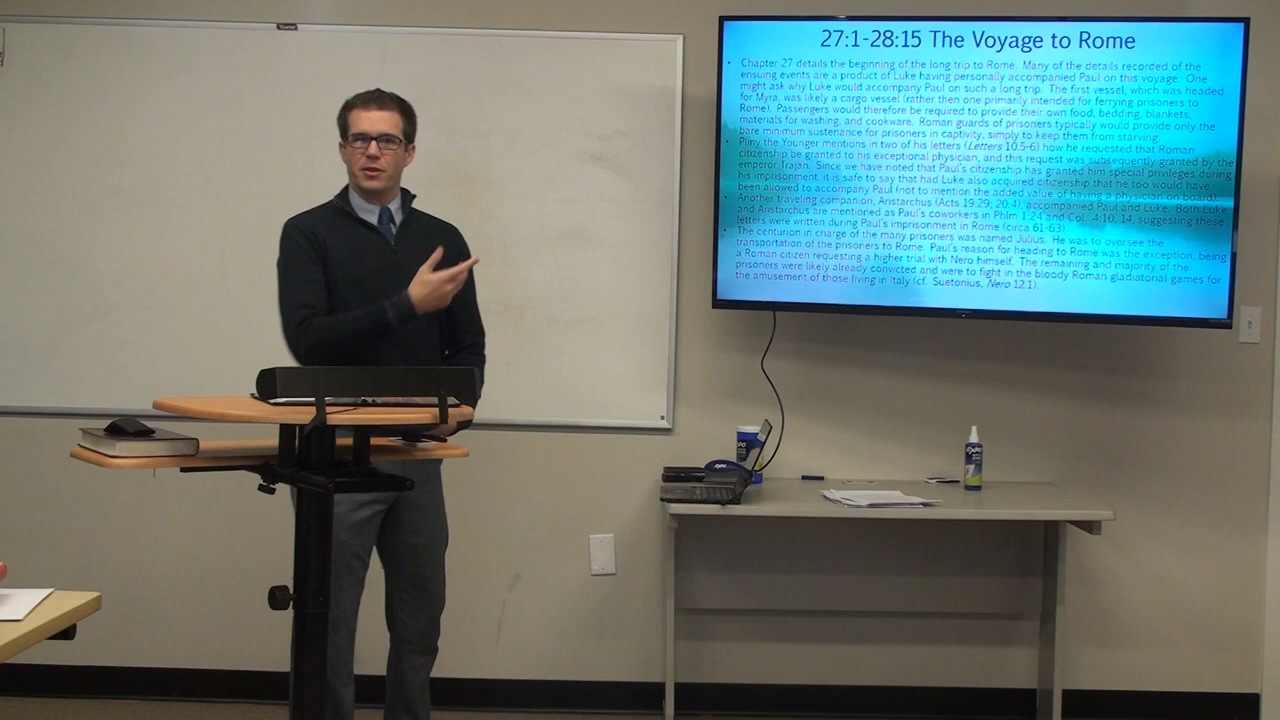 27:1-28:15 The Voyage to Rome
• Chapter 27 details the beginning of the long trip to Rome. Many of the details recorded of the
ensuing events are a product of Luke having personally accompanied Paul on this voyage. One
might ask why Luke would accompany Paul on such a long trip. The first vessel, which was headed
for Myra, was likely a cargo vessel (rather then one primarily intended for ferrying prisoners to
Rome). Passengers would therefore be required to provide their own food, bedding, blankets,
materials for washing, and cookware. Roman guards of prisoners typically would provide only the
bare minimum sustenance for prisoners in captivity, simply to keep them from starving.
• Pliny the Younger mentions in two of his letters (Letters 10.5-6) how he requested that Roman
citizenship be granted to his exceptional physician, and this request was subsequently granted by the
emperor Trajan. Since we have noted that Paul's citizenship has granted him special privileges during
his imprisonment, it is safe to say that had Luke also acquired citizenship that he too would have
been allowed to accompany Paul (not to mention the added value of having a physician on board).
• Another traveling companion, Aristarchus (Acts 19:29; 20:4), accompanied Paul and Luke. Both Luke
and Aristarchus are mentioned as Paul's coworkers in Phlm 1:24 and Col. 4:10, 14, suggesting these
letters were written during Paul's imprisonment in Rome (circa 61-63).
• The centurion in charge of the many prisoners was named Julius. He was to oversee the
transportation of the prisoners to Rome. Paul's reason for heading to Rome was the exception, being
a Roman citizen requesting a higher trial with Nero himself. The remaining and majority of the
prisoners were likely already convicted and were to fight in the bloody Roman gladiatorial games for
the amusement of those living in Italy (cf. Suetonius, Nero 12.1).
EXPO